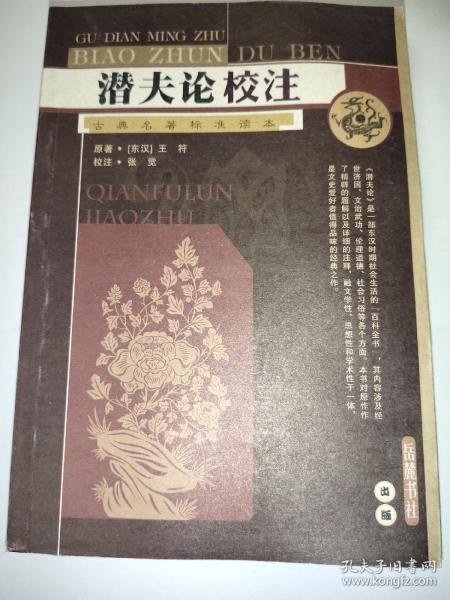 GU DIAN MING ZHU
BIAO ZHUN DU BEN
潜夫论校注
古典名著标准读本
原著·[东汉]王 符
校注·张 觉
QIANFULUN
JIAOZHU
《潜夫论》是一部东汉时期社会生活的“百科全书”，其内容涉及经
世济国、文治武功、伦理道德、社会习俗等各个方面。本书对原作作
了精辟的题解以及详细的注释，融文学性、思想性和学术性于一体，
是文史爱好者值得品味的经典之作。
岳麓书社
出版
孔夫子旧书网
kongfz.com